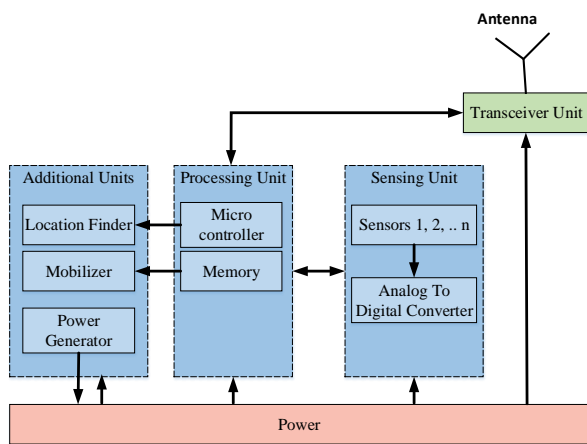 Antenna
Transceiver Unit
Additional Units
Location Finder
Mobilizer
Power
Generator
Processing Unit
Micro
controller
Memory
Sensing Unit
Sensors 1, 2, .. n
Analog To
Digital Converter
Power